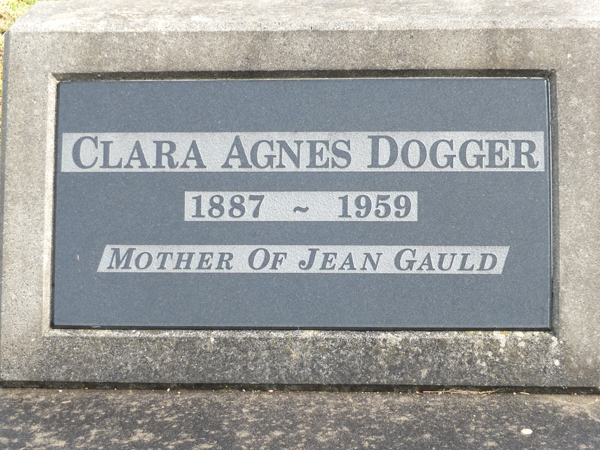 CLARA AGNES DOGGER
1887 ~ 1959
MOTHER OF JEAN GAULD